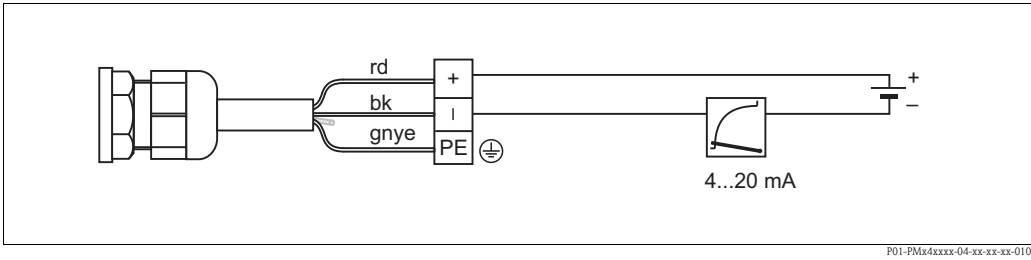 rd
+
bk
–
gnye
PE
+
–
4...20 mA
P01-PMx4xxxx-04-xx-xx-xx-010